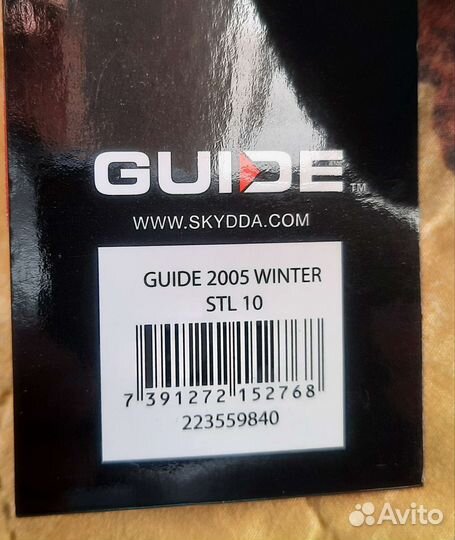 GUIDE™
WWW.SKYDDA.COM
GUIDE 2005 WINTER
STL 10
7 391272 152768
223559840
Avito